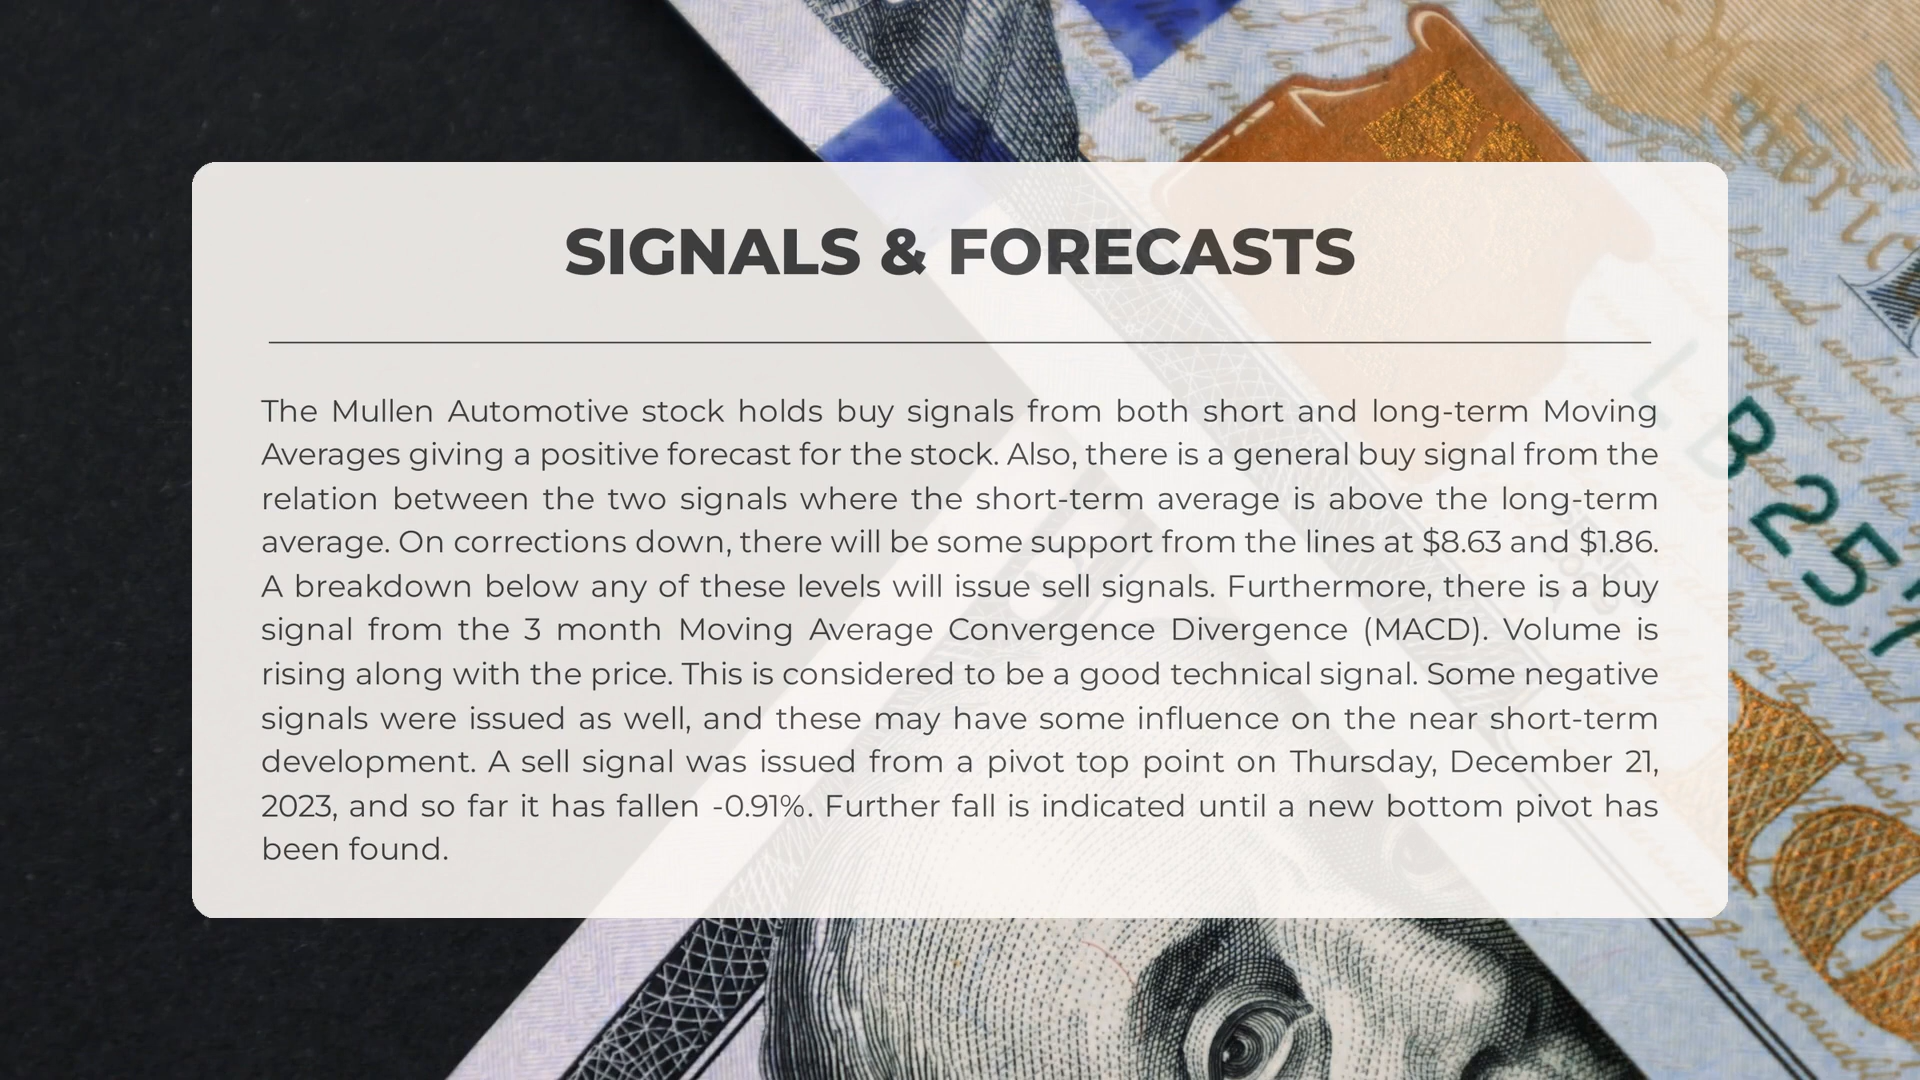 SIGNALS & FORECASTS
The Mullen Automotive stock holds buy signals from both short and long-term Moving
Averages giving a positive forecast for the stock. Also, there is a general buy signal from the
relation between the two signals where the short-term average is above the long-term
average. On corrections down, there will be some support from the lines at $8.63 and $1.86.
A breakdown below any of these levels will issue sell signals. Furthermore, there is a buy
signal from the 3 month Moving Average Convergence Divergence (MACD). Volume is
rising along with the price. This is considered to be a good technical signal. Some negative
signals were issued as well, and these may have some influence on the near short-term
development. A sell signal was issued from a pivot top point on Thursday, December 21,
2023, and so far it has fallen -0.91%. Further fall is indicated until a new bottom pivot has
been found.